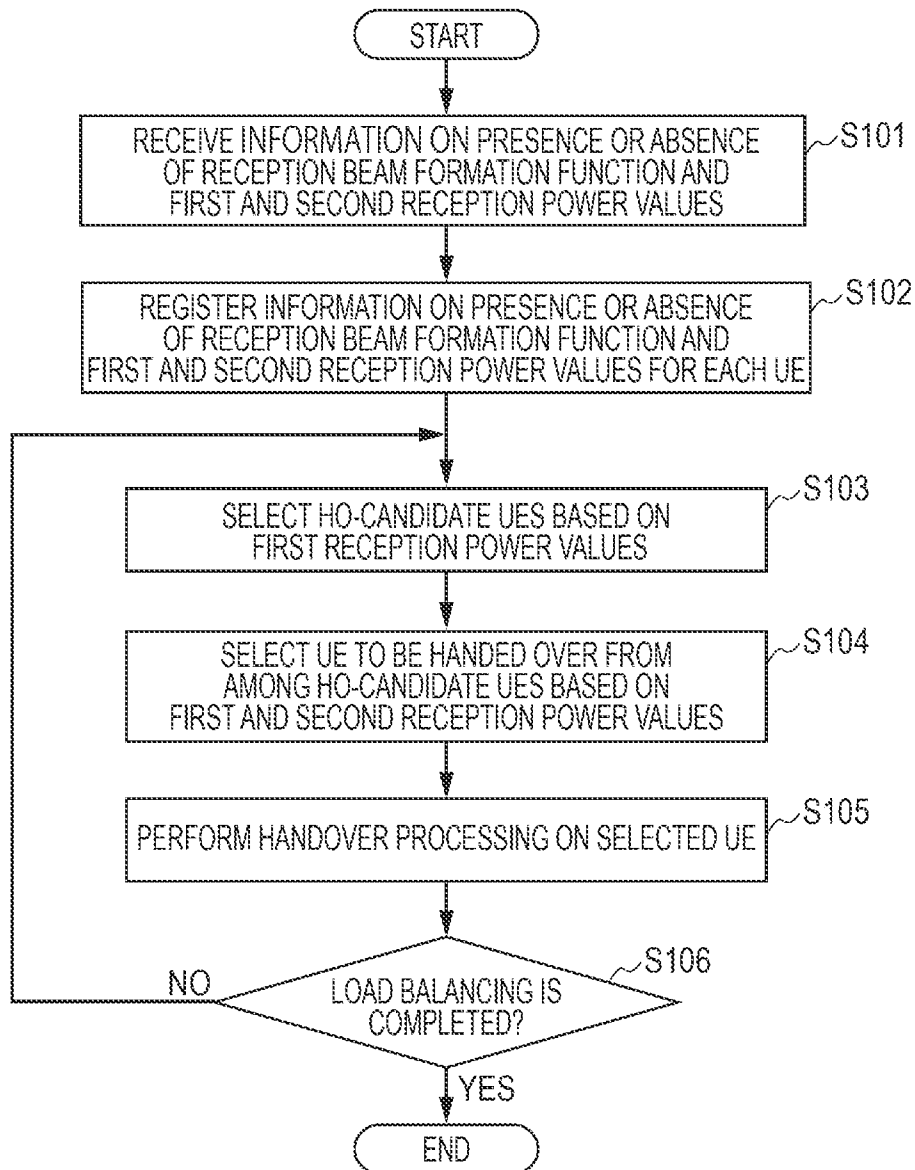 START
RECEIVE INFORMATION ON PRESENCE OR ABSENCE
OF RECEPTION BEAM FORMATION FUNCTION AND
FIRST AND SECOND RECEPTION POWER VALUES
S101
REGISTER INFORMATION ON PRESENCE OR ABSENCE
OF RECEPTION BEAM FORMATION FUNCTION AND
FIRST AND SECOND RECEPTION POWER VALUES FOR EACH UE
S102
SELECT HO-CANDIDATE UES BASED ON
FIRST RECEPTION POWER VALUES
S103
SELECT UE TO BE HANDED OVER FROM
AMONG HO-CANDIDATE UES BASED ON
FIRST AND SECOND RECEPTION POWER VALUES
S104
PERFORM HANDOVER PROCESSING ON SELECTED UE
S105
LOAD BALANCING IS
COMPLETED?
S106
NO
YES
END